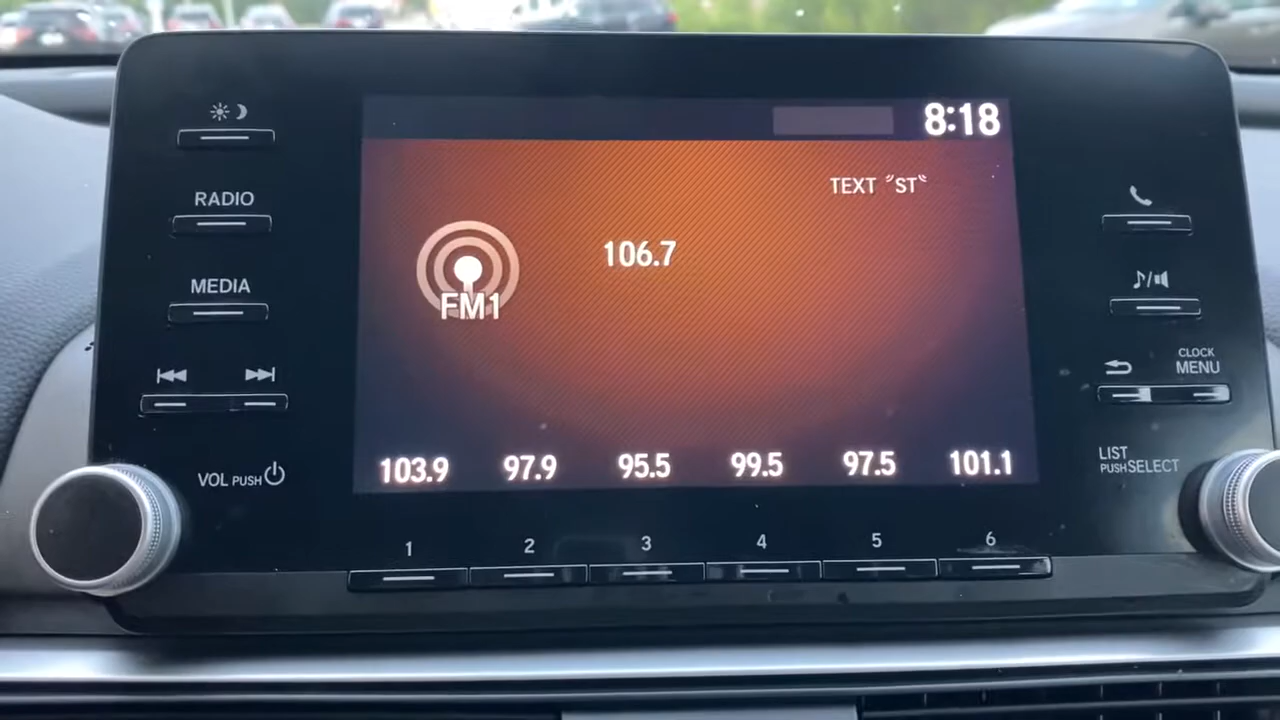 8:18
RADIO
TEXT "ST"
106.7
FM1
MEDIA
CLOCK
MENU
LIST
PUSH SELECT
VOL PUSH
103.9 97.9 95.5 99.5 97.5 101.1
1 2 3 4 5 6